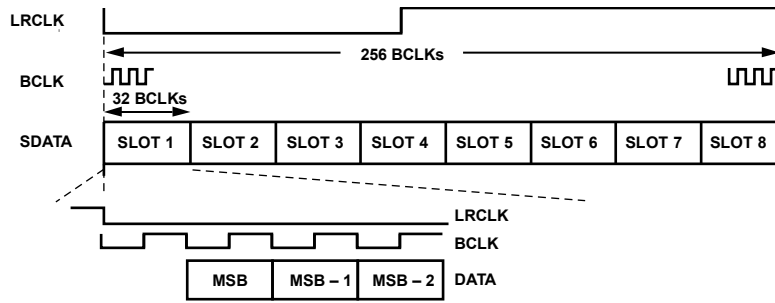 LRCLK
256 BCLKs
BCLK
32 BCLKs
SDATA SLOT 1 SLOT 2 SLOT 3 SLOT 4 SLOT 5 SLOT 6 SLOT 7 SLOT 8
LRCLK
BCLK
MSB MSB – 1 MSB – 2 DATA